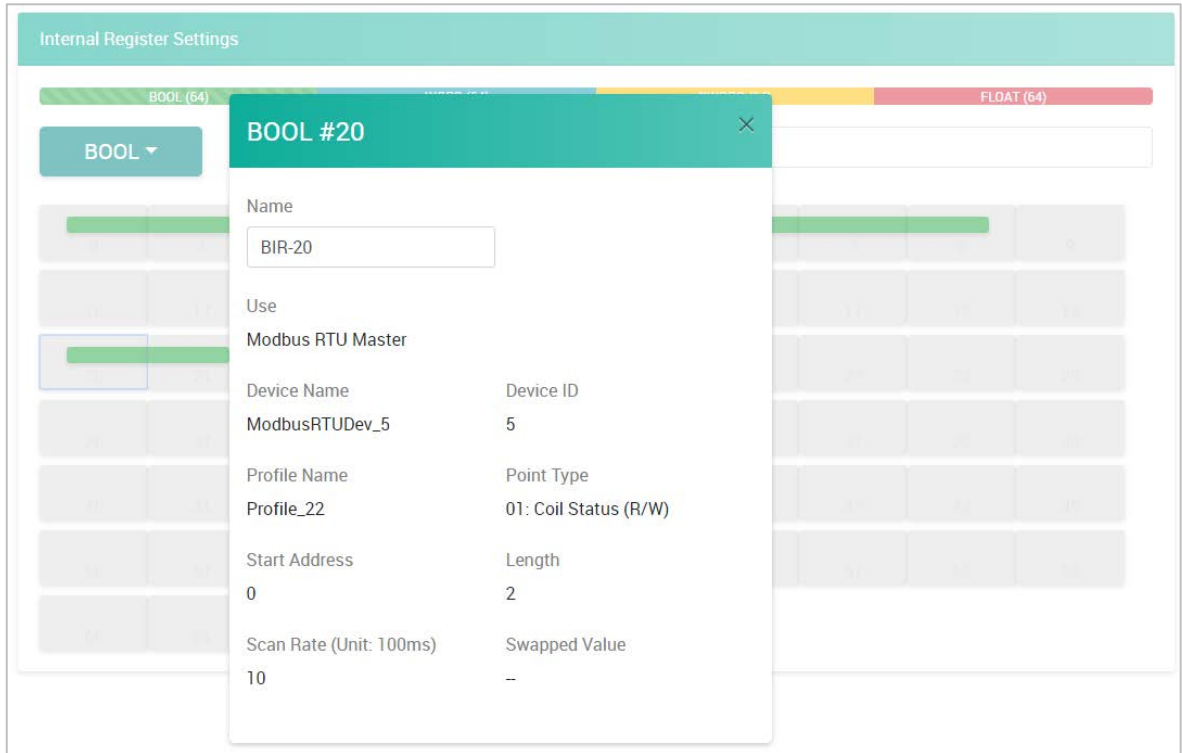 Internal Register Settings
BOOL (64)
FLOAT (64)
BOOL
BOOL #20
Name
BIR-20
Use
Modbus RTU Master
Device Name Device ID
ModbusRTUDev_5 5
Profile Name Point Type
Profile_22 01: Coil Status (R/W)
Start Address Length
0 2
Scan Rate (Unit: 100ms) Swapped Value
10 --